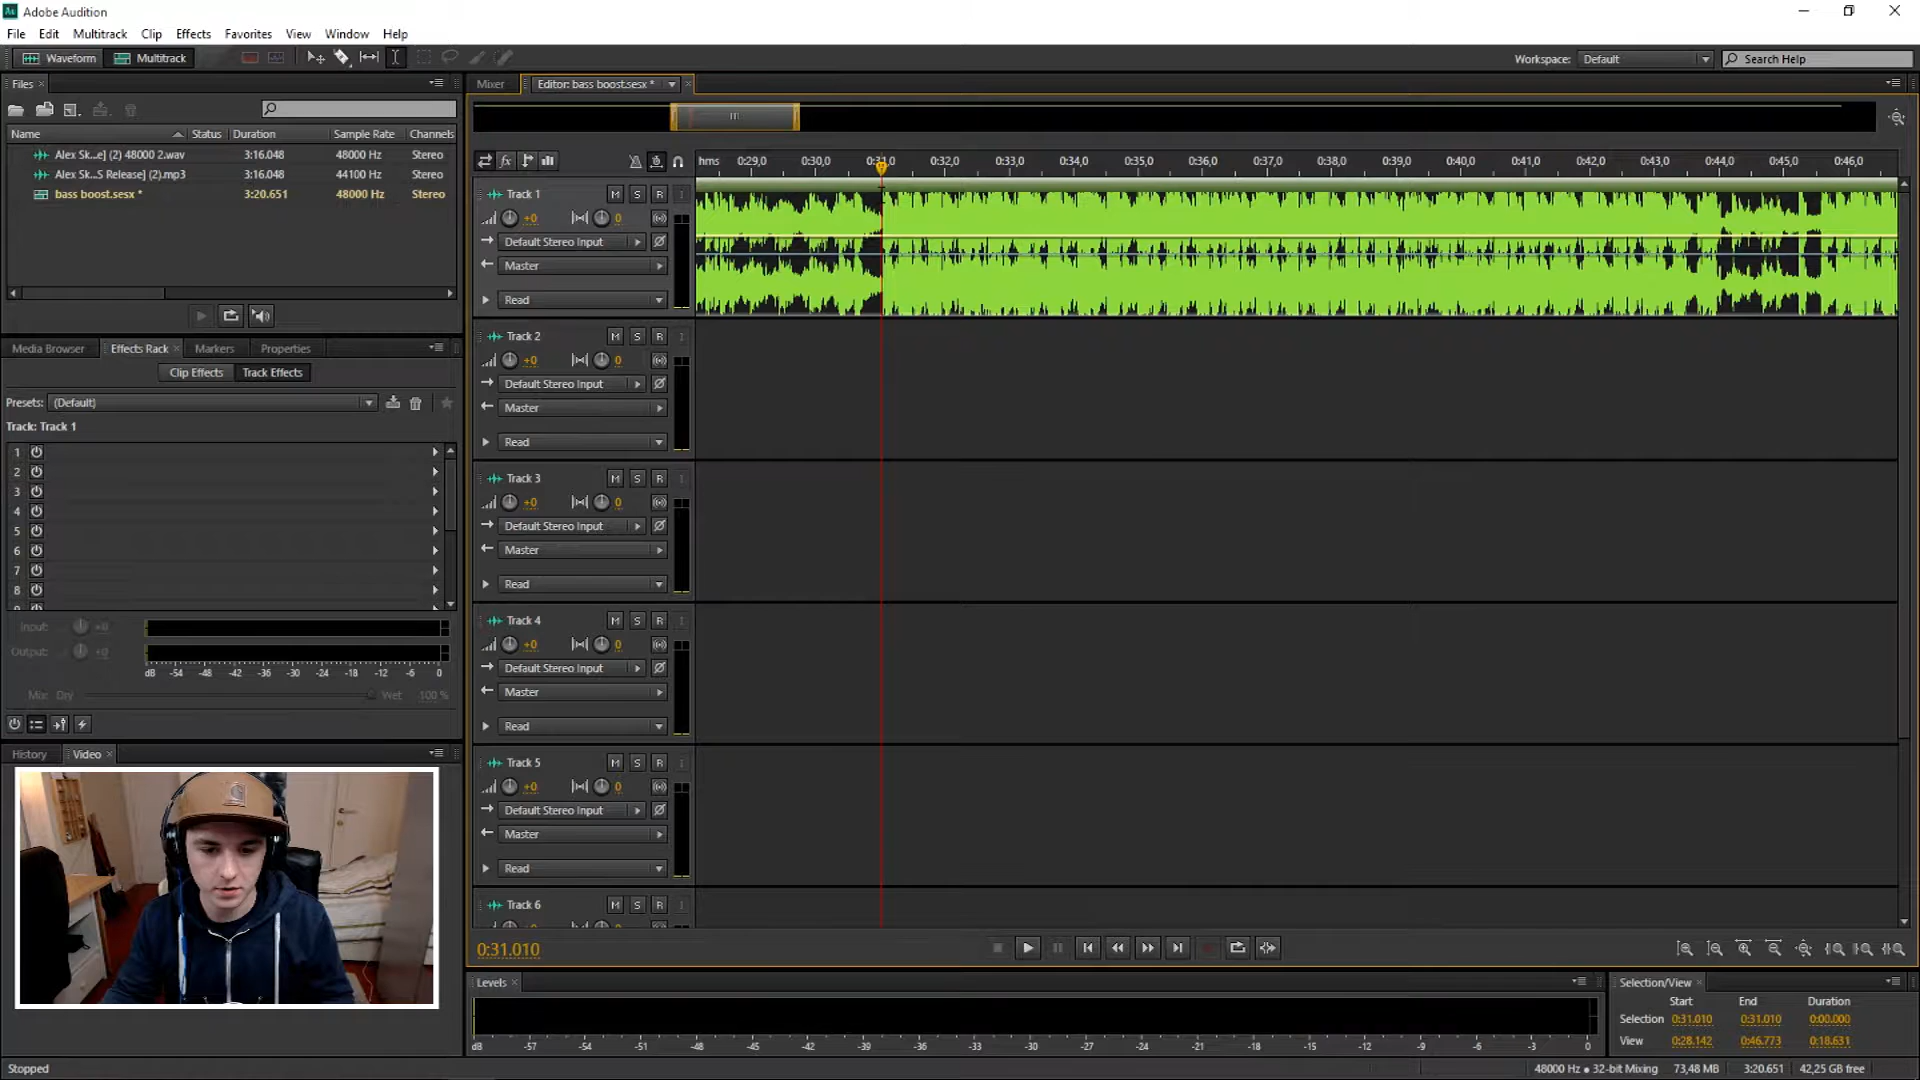 Adobe Audition
File Edit Multitrack Clip Effects Favorites View Window Help
Waveform Multitrack Workspace: Default Search Help
Files
Name Status Duration Sample Rate Channels
Alex Sk...e] (2) 48000 2.wav 3:16.048 48000 Hz Stereo
Alex Sk...S Release] (2).mp3 3:16.048 44100 Hz Stereo
bass boost.sesx * 3:20.651 48000 Hz Stereo
Media Browser Effects Rack Markers Properties
Clip Effects Track Effects
Presets: (Default)
Track: Track 1
1
2
3
4
5
6
7
8
Input: +0
Output: +0
dB -54 -48 -42 -36 -30 -24 -18 -12 -6 0
Mix: Dry Wet 100 %
History Video
Mixer Editor: bass boost.sesx *
fx hms 0:29,0 0:30,0 0:31,0 0:32,0 0:33,0 0:34,0 0:35,0 0:36,0 0:37,0 0:38,0 0:39,0 0:40,0 0:41,0 0:42,0 0:43,0 0:44,0 0:45,0 0:46,0
Track 1 M S R I
+0 0
Default Stereo Input
Master
Read
Track 2 M S R I
+0 0
Default Stereo Input
Master
Read
Track 3 M S R I
+0 0
Default Stereo Input
Master
Read
Track 4 M S R I
+0 0
Default Stereo Input
Master
Read
Track 5 M S R I
+0 0
Default Stereo Input
Master
Read
Track 6 M S R I
0:31.010
Levels
dB -57 -54 -51 -48 -45 -42 -39 -36 -33 -30 -27 -24 -21 -18 -15 -12 -9 -6 -3 0
Selection/View
Start End Duration
Selection 0:31.010 0:31.010 0:00.000
View 0:28.142 0:46.773 0:18.631
Stopped 48000 Hz • 32-bit Mixing 73,48 MB 3:20.651 42,25 GB free